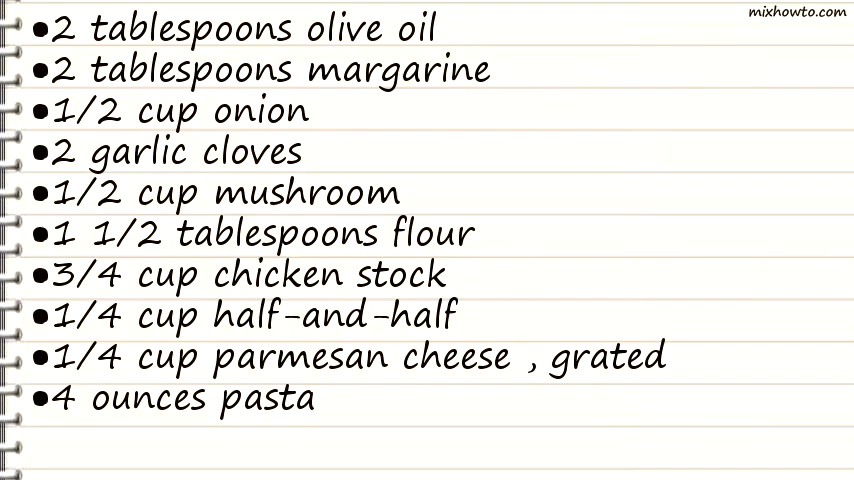 mixhowto.com
•2 tablespoons olive oil
•2 tablespoons margarine
•1/2 cup onion
•2 garlic cloves
•1/2 cup mushroom
•1 1/2 tablespoons flour
•3/4 cup chicken stock
•1/4 cup half-and-half
•1/4 cup parmesan cheese , grated
•4 ounces pasta